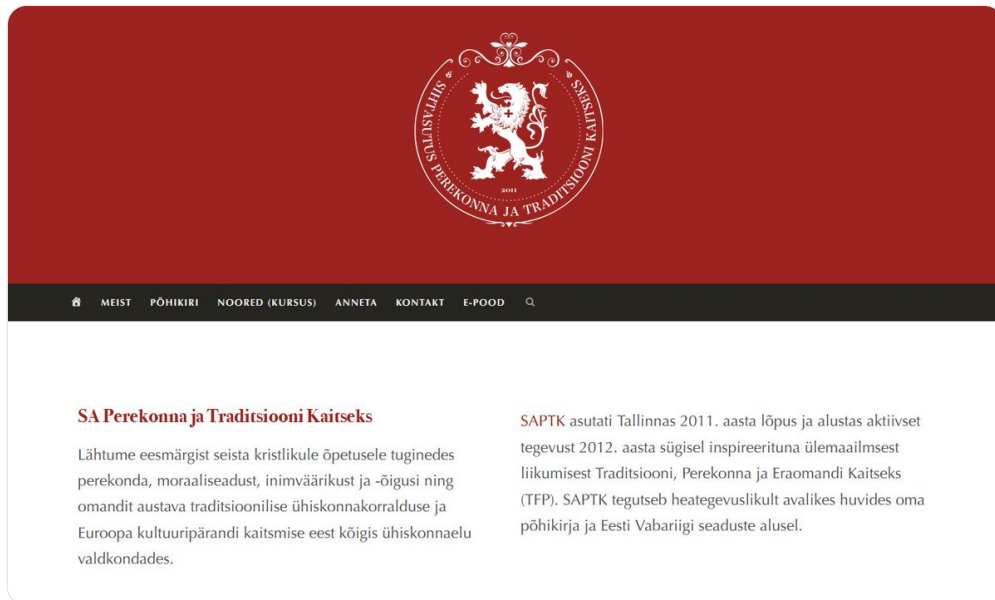 SIHTASUTUS PEREKONNA JA TRADITSIOONI KAITSEKS
2011
MEIST PÕHIKIRI NOORED (KURSUS) ANNETA KONTAKT E-POOD
SA Perekonna ja Traditsiooni Kaitseks
Lähtume eesmärgist seista kristlikule õpetusele tuginedes
perekonda, moraaliseadust, inimväärikust ja -õigusi ning
omandit austava traditsioonilise ühiskonnakorralduse ja
Euroopa kultuuripärandi kaitsmise eest kõigis ühiskonnaelu
valdkondades.
SAPTK asutati Tallinnas 2011. aasta lõpus ja alustas aktiivset
tegevust 2012. aasta sügisel inspireerituna ülemaailmsest
liikumisest Traditsiooni, Perekonna ja Eraomandi Kaitseks
(TFP). SAPTK tegutseb heategevuslikult avalikes huvides oma
põhikirja ja Eesti Vabariigi seaduste alusel.